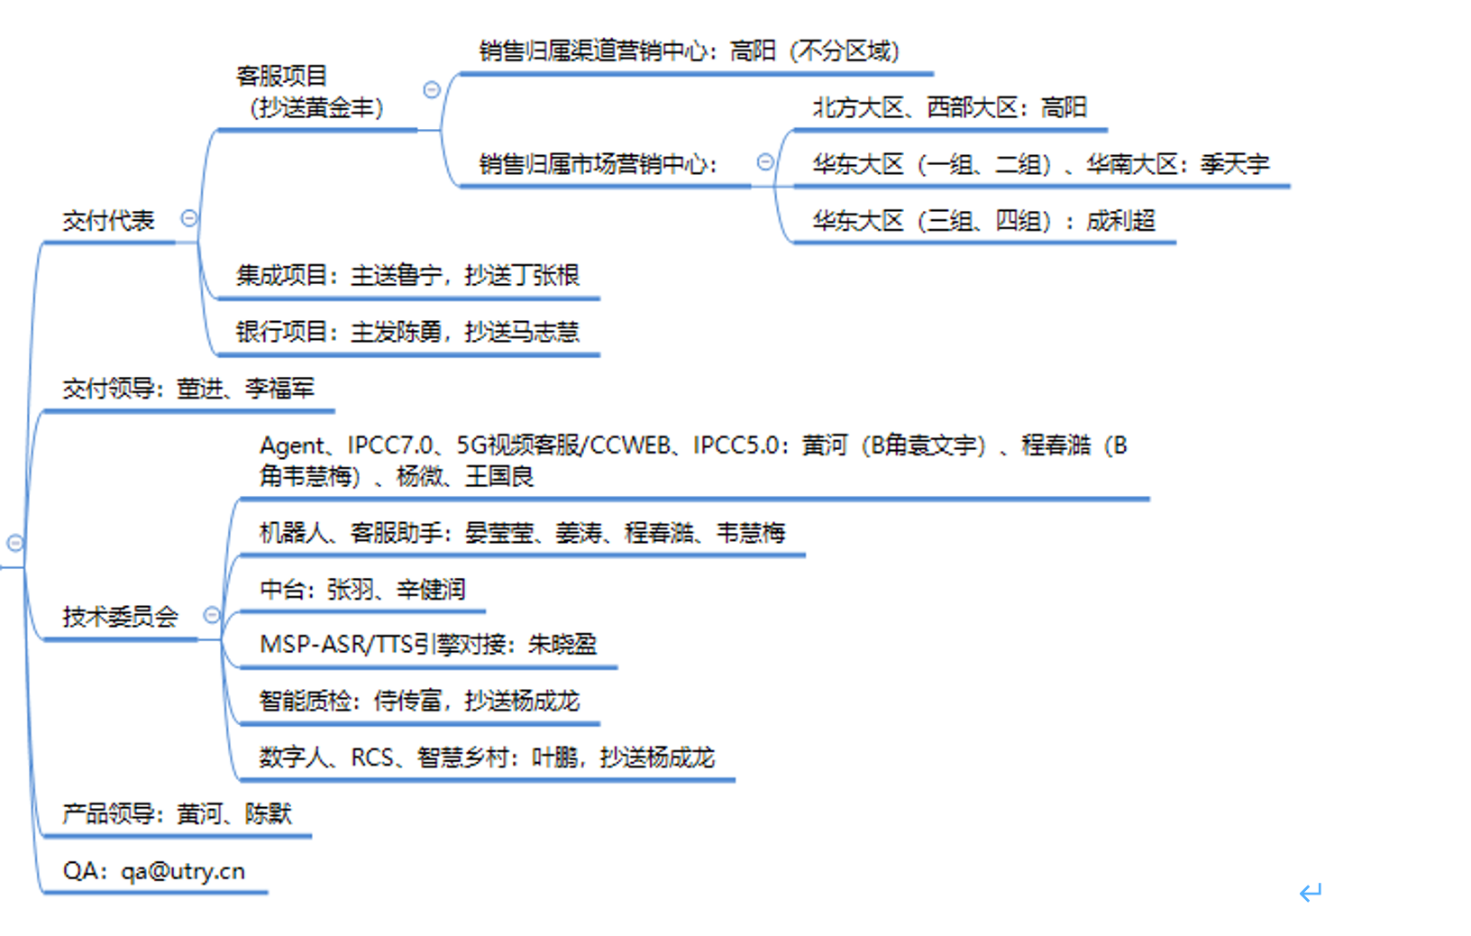 客服项目
（抄送黄金丰）
销售归属渠道营销中心：高阳（不分区域）
销售归属市场营销中心：
北方大区、西部大区：高阳
华东大区（一组、二组）、华南大区：季天宇
华东大区（三组、四组）：成利超
交付代表
集成项目：主送鲁宁，抄送丁张根
银行项目：主发陈勇，抄送马志慧
交付领导：董进、李福军
Agent、IPCC7.0、5G视频客服/CCWEB、IPCC5.0：黄河（B角袁文宇）、程春澔（B
角韦慧梅）、杨微、王国良
机器人、客服助手：晏莹莹、姜涛、程春澔、韦慧梅
中台：张羽、辛健润
技术委员会
MSP-ASR/TTS引擎对接：朱晓盈
智能质检：侍传富，抄送杨成龙
数字人、RCS、智慧乡村：叶鹏，抄送杨成龙
产品领导：黄河、陈默
QA：qa@utry.cn